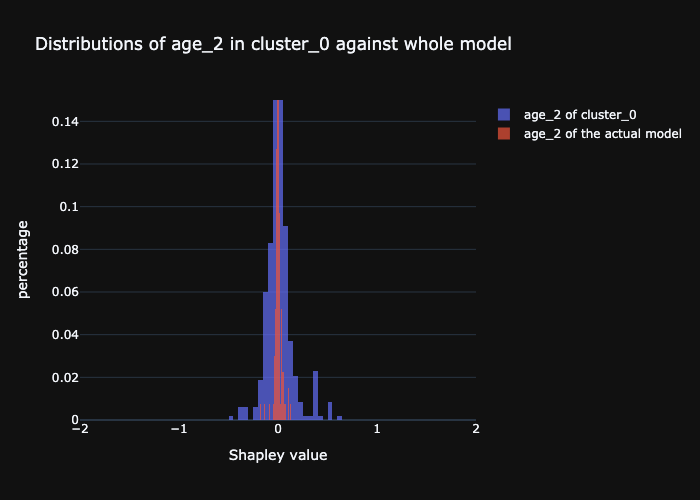 Distributions of age_2 in cluster_0 against whole model
age_2 of cluster_0
age_2 of the actual model
percentage
0.14
0.12
0.1
0.08
0.06
0.04
0.02
0
−2
−1
0
1
2
Shapley value